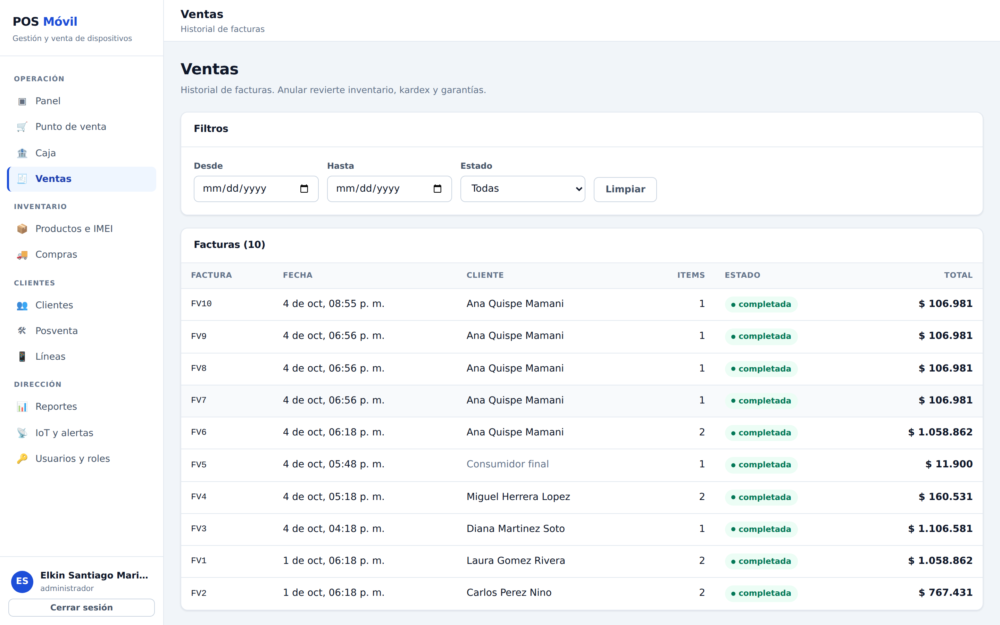 POS Móvil
Gestión y venta de dispositivos
OPERACIÓN
Panel
Punto de venta
Caja
Ventas
INVENTARIO
Productos e IMEI
Compras
CLIENTES
Clientes
Posventa
Líneas
DIRECCIÓN
Reportes
IoT y alertas
Usuarios y roles
ES
Elkin Santiago Mari...
administrador
Cerrar sesión
Ventas
Historial de facturas
Ventas
Historial de facturas. Anular revierte inventario, kardex y garantías.
Filtros
Desde Hasta Estado
mm/dd/yyyy mm/dd/yyyy Todas Limpiar
Facturas (10)
FACTURA FECHA CLIENTE ITEMS ESTADO TOTAL
FV10 4 de oct, 08:55 p. m. Ana Quispe Mamani 1 completada $ 106.981
FV9 4 de oct, 06:56 p. m. Ana Quispe Mamani 1 completada $ 106.981
FV8 4 de oct, 06:56 p. m. Ana Quispe Mamani 1 completada $ 106.981
FV7 4 de oct, 06:56 p. m. Ana Quispe Mamani 1 completada $ 106.981
FV6 4 de oct, 06:18 p. m. Ana Quispe Mamani 2 completada $ 1.058.862
FV5 4 de oct, 05:48 p. m. Consumidor final 1 completada $ 11.900
FV4 4 de oct, 05:18 p. m. Miguel Herrera Lopez 2 completada $ 160.531
FV3 4 de oct, 04:18 p. m. Diana Martinez Soto 1 completada $ 1.106.581
FV1 1 de oct, 06:18 p. m. Laura Gomez Rivera 2 completada $ 1.058.862
FV2 1 de oct, 06:18 p. m. Carlos Perez Nino 2 completada $ 767.431